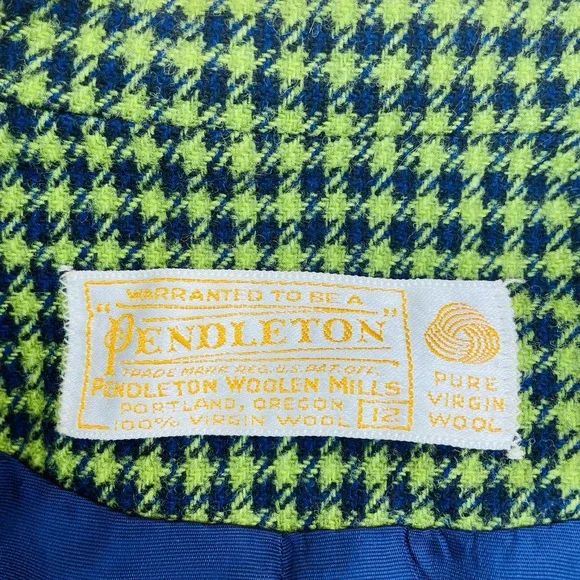 WARRANTED TO BE A
"PENDLETON"
TRADE MARK REG. U.S. PAT. OFF.
PENDLETON WOOLEN MILLS
PORTLAND, OREGON
100% VIRGIN WOOL
12
PURE
VIRGIN
WOOL